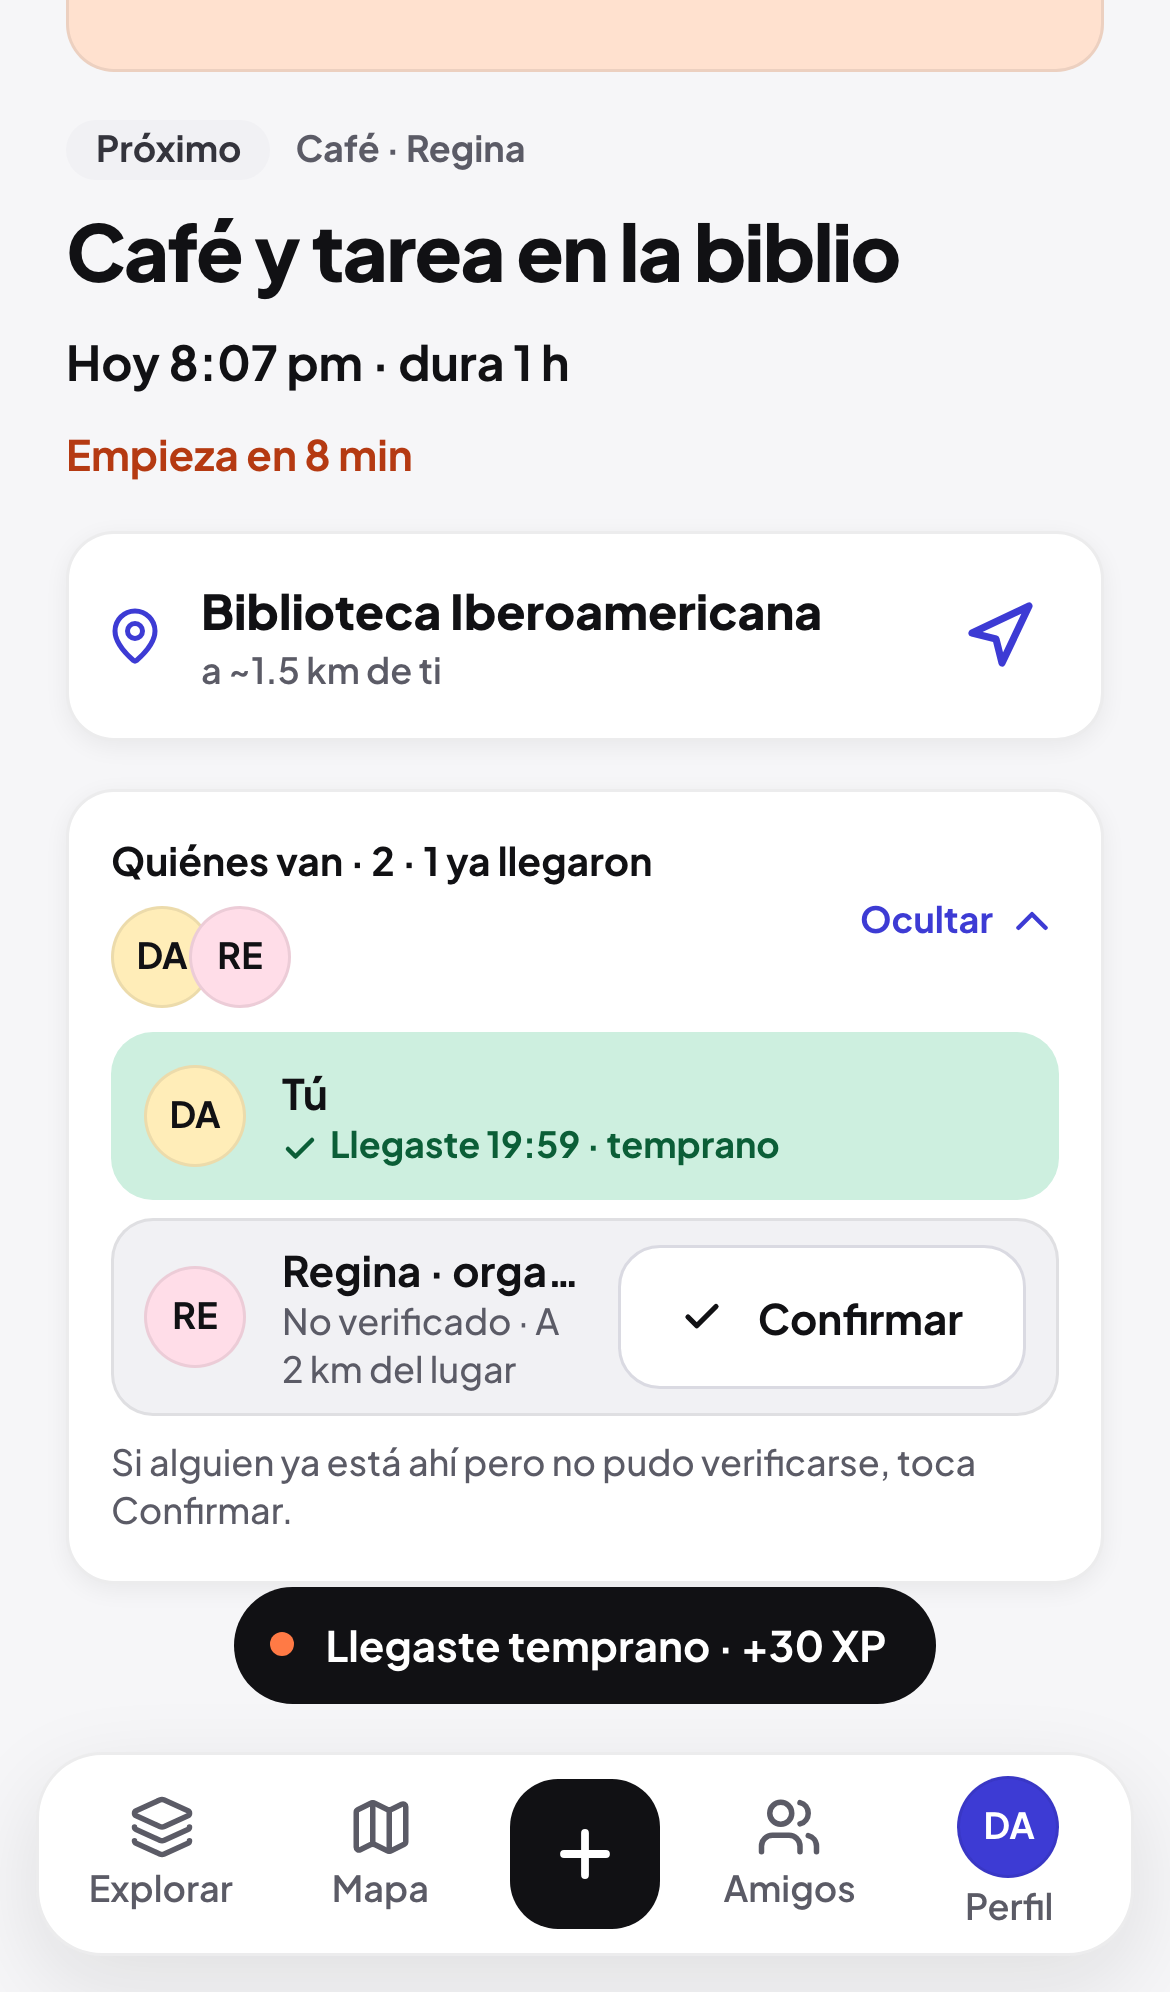 Próximo
Café · Regina
Café y tarea en la biblio
Hoy 8:07 pm · dura 1 h
Empieza en 8 min
Biblioteca Iberoamericana
a ~1.5 km de ti
Quiénes van · 2 · 1 ya llegaron
DA
RE
Ocultar
DA
Tú
Llegaste 19:59 · temprano
RE
Regina · orga...
No verificado · A
2 km del lugar
Confirmar
Si alguien ya está ahí pero no pudo verificarse, toca
Confirmar.
Llegaste temprano · +30 XP
Explorar
Mapa
Amigos
DA
Perfil